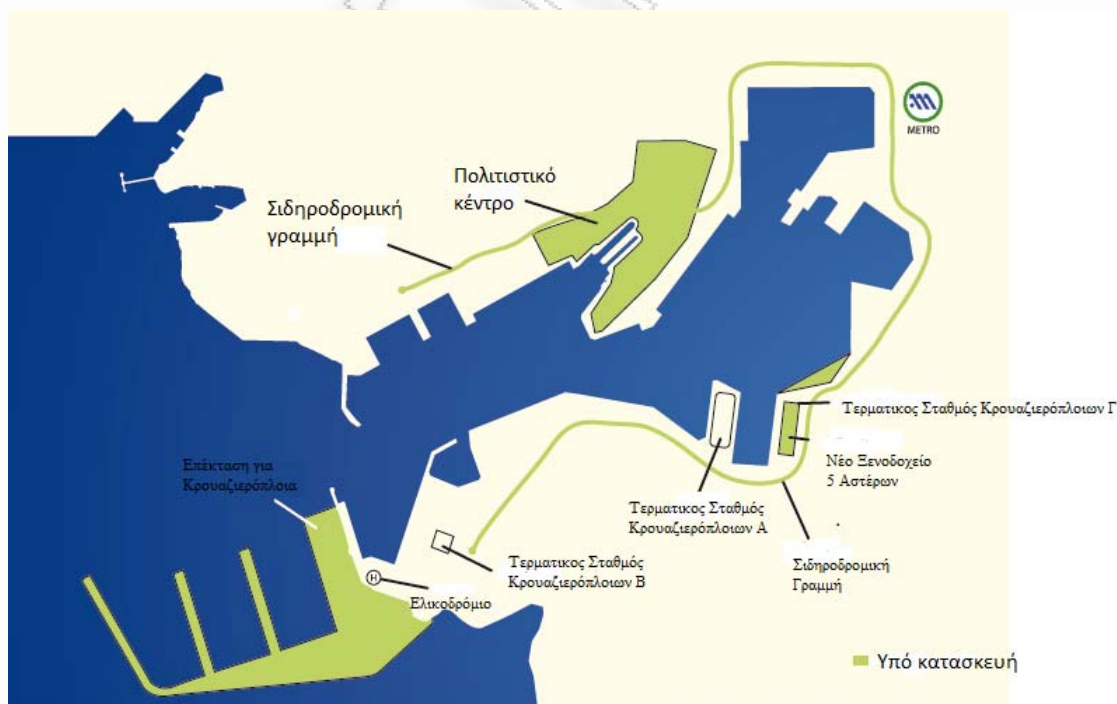 METRO
Πολιτιστικό
κέντρο
Σιδηροδρομική
γραμμή
Τερματικος Σταθμός Κρουαζιερόπλοιων Γ
Νέο Ξενοδοχείο
5 Αστέρων
Επέκταση για
Κρουαζιερόπλοια
Τερματικος Σταθμός
Κρουαζιερόπλοιων Α
Τερματικος Σταθμός
Κρουαζιερόπλοιων Β
Σιδηροδρομική
Γραμμή
H
Ελικοδρόμιο
Υπό κατασκευή